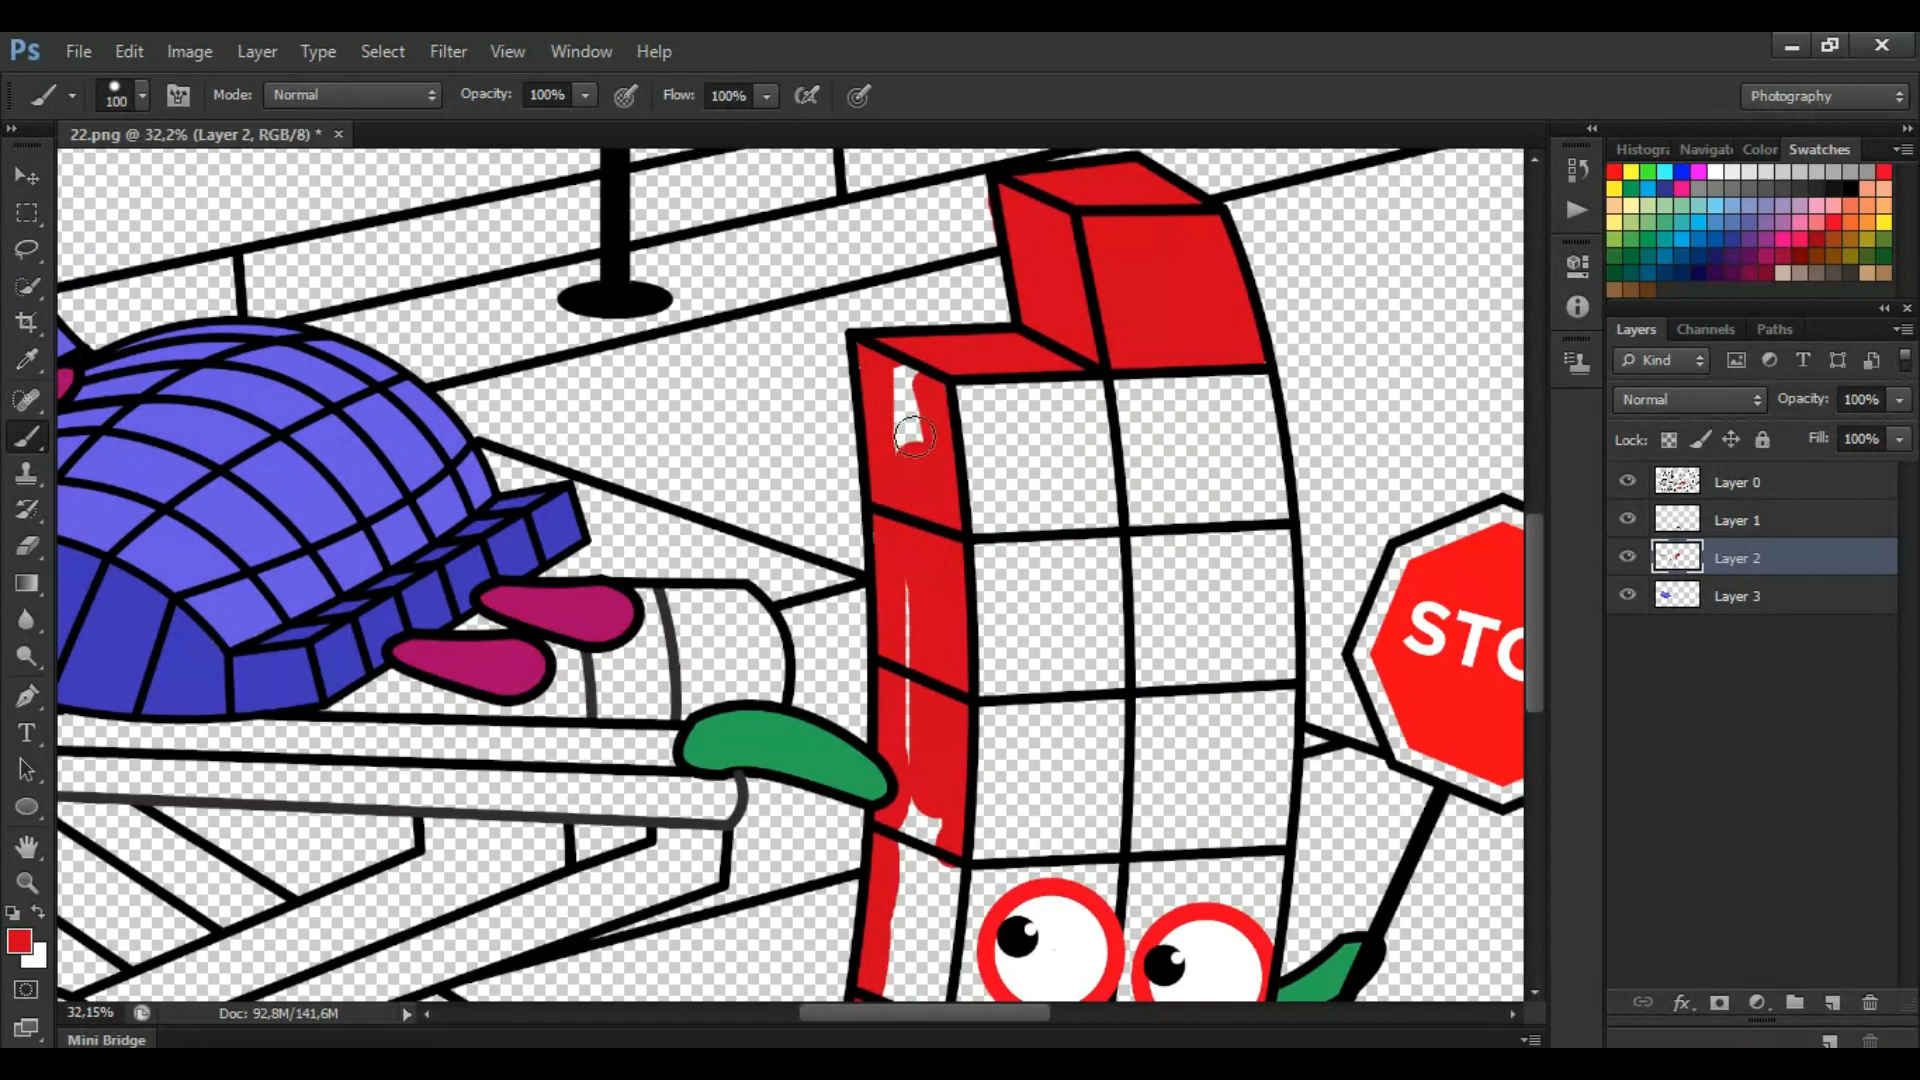 Ps File Edit Image Layer Type Select Filter View Window Help
100 Mode: Normal Opacity: 100% Flow: 100% Photography
22.png @ 32,2% (Layer 2, RGB/8) *
Histogra Navigate Color Swatches
Layers Channels Paths
Kind
Normal Opacity: 100%
Lock: Fill: 100%
Layer 0
Layer 1
Layer 2
Layer 3
STO
fx
32,15% Doc: 92,8M/141,6M
Mini Bridge